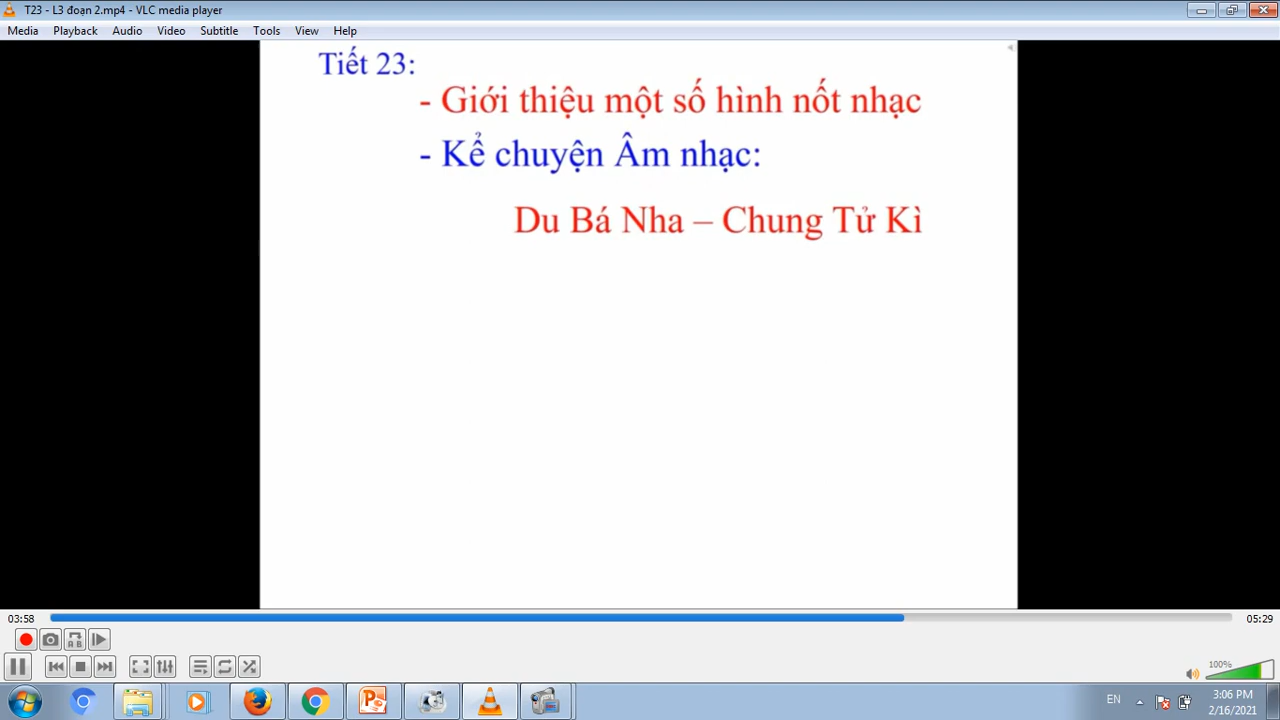 T23 - L3 đoạn 2.mp4 - VLC media player
Media Playback Audio Video Subtitle Tools View Help
Tiết 23:
- Giới thiệu một số hình nốt nhạc
- Kể chuyện Âm nhạc:
Du Bá Nha – Chung Tử Kì
03:58 05:29
100%
EN 3:06 PM
2/16/2021